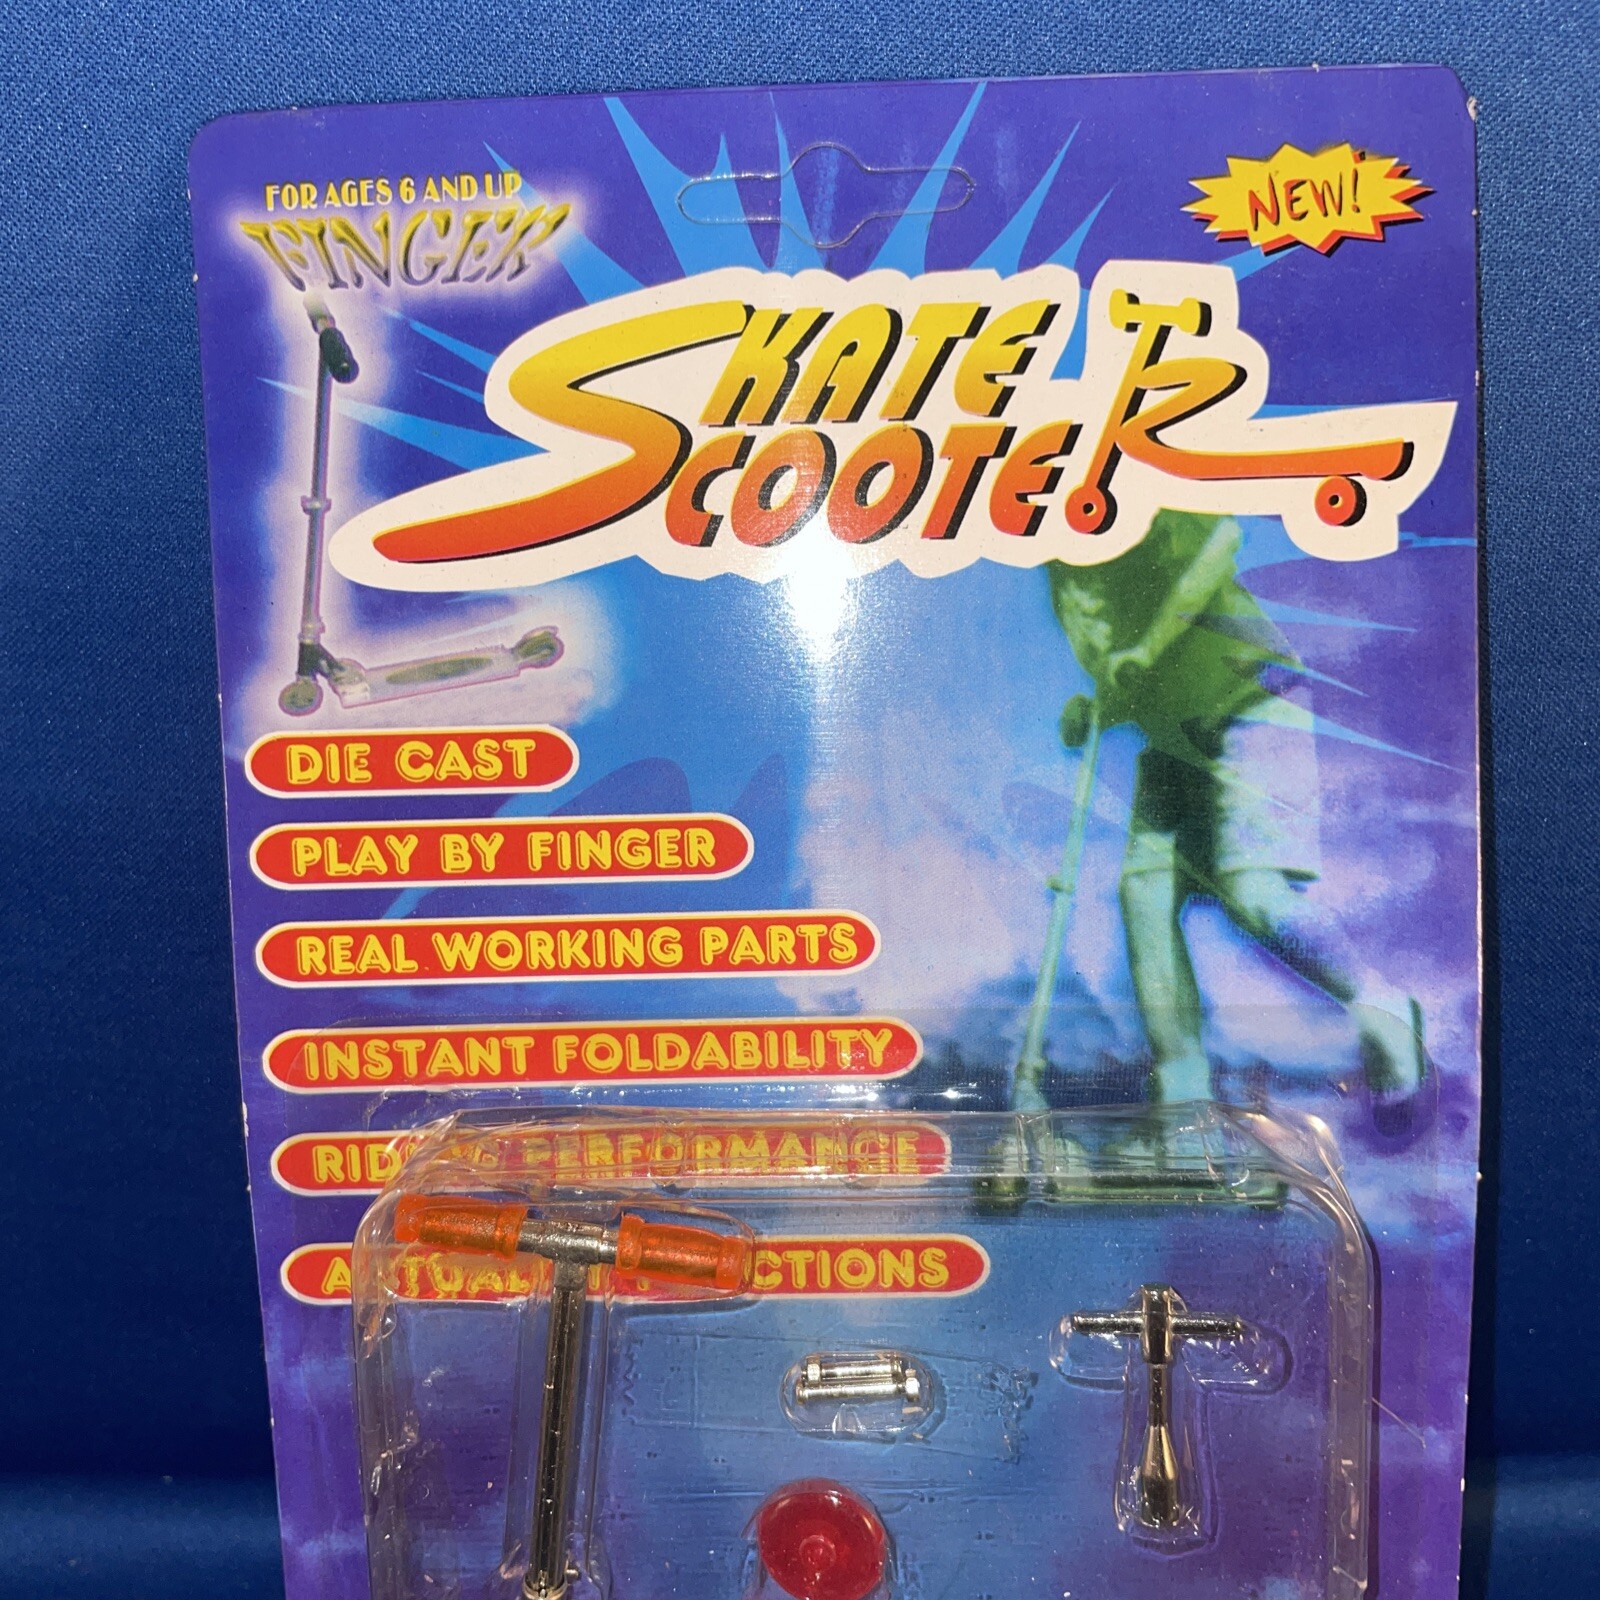 FOR AGES 6 AND UP
FINGER
NEW!
SKATE
SCOOTER
DIE CAST
PLAY BY FINGER
REAL WORKING PARTS
INSTANT FOLDABILITY
RIDING PERFORMANCE